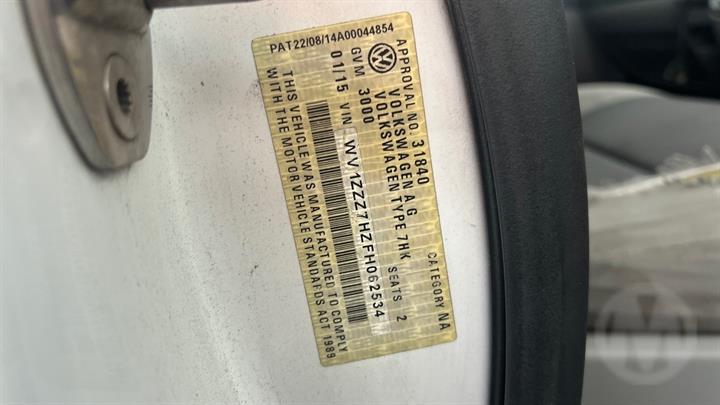 APPROVAL NO. 31840 CATEGORY NA
VOLKSWAGEN A G
VOLKSWAGEN TYPE 7HK
GVM 3000 SEATS 2
01/15 VIN WV1ZZZ7HZFH062534
THIS VEHICLE WAS MANUFACTURED TO COMPLY
WITH THE MOTOR VEHICLE STANDARDS ACT 1989
PAT22/08/14A00044854